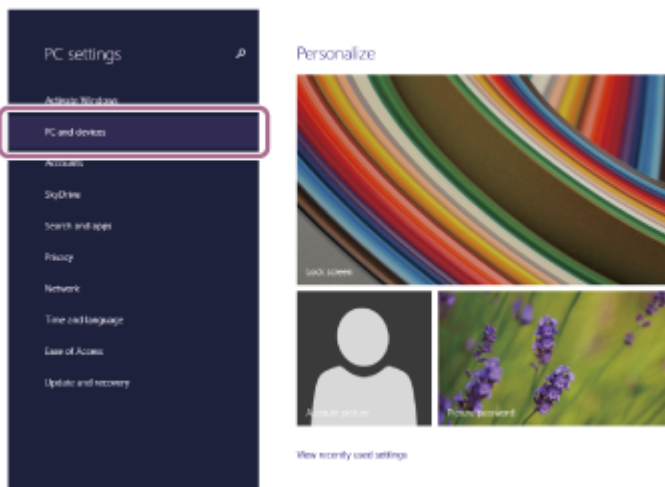 PC settings
Activate Windows
PC and devices
Accounts
SkyDrive
Search and apps
Privacy
Network
Time and language
Ease of Access
Update and recovery
Personalize
Lock screen
Account picture
Picture password
View recently used settings